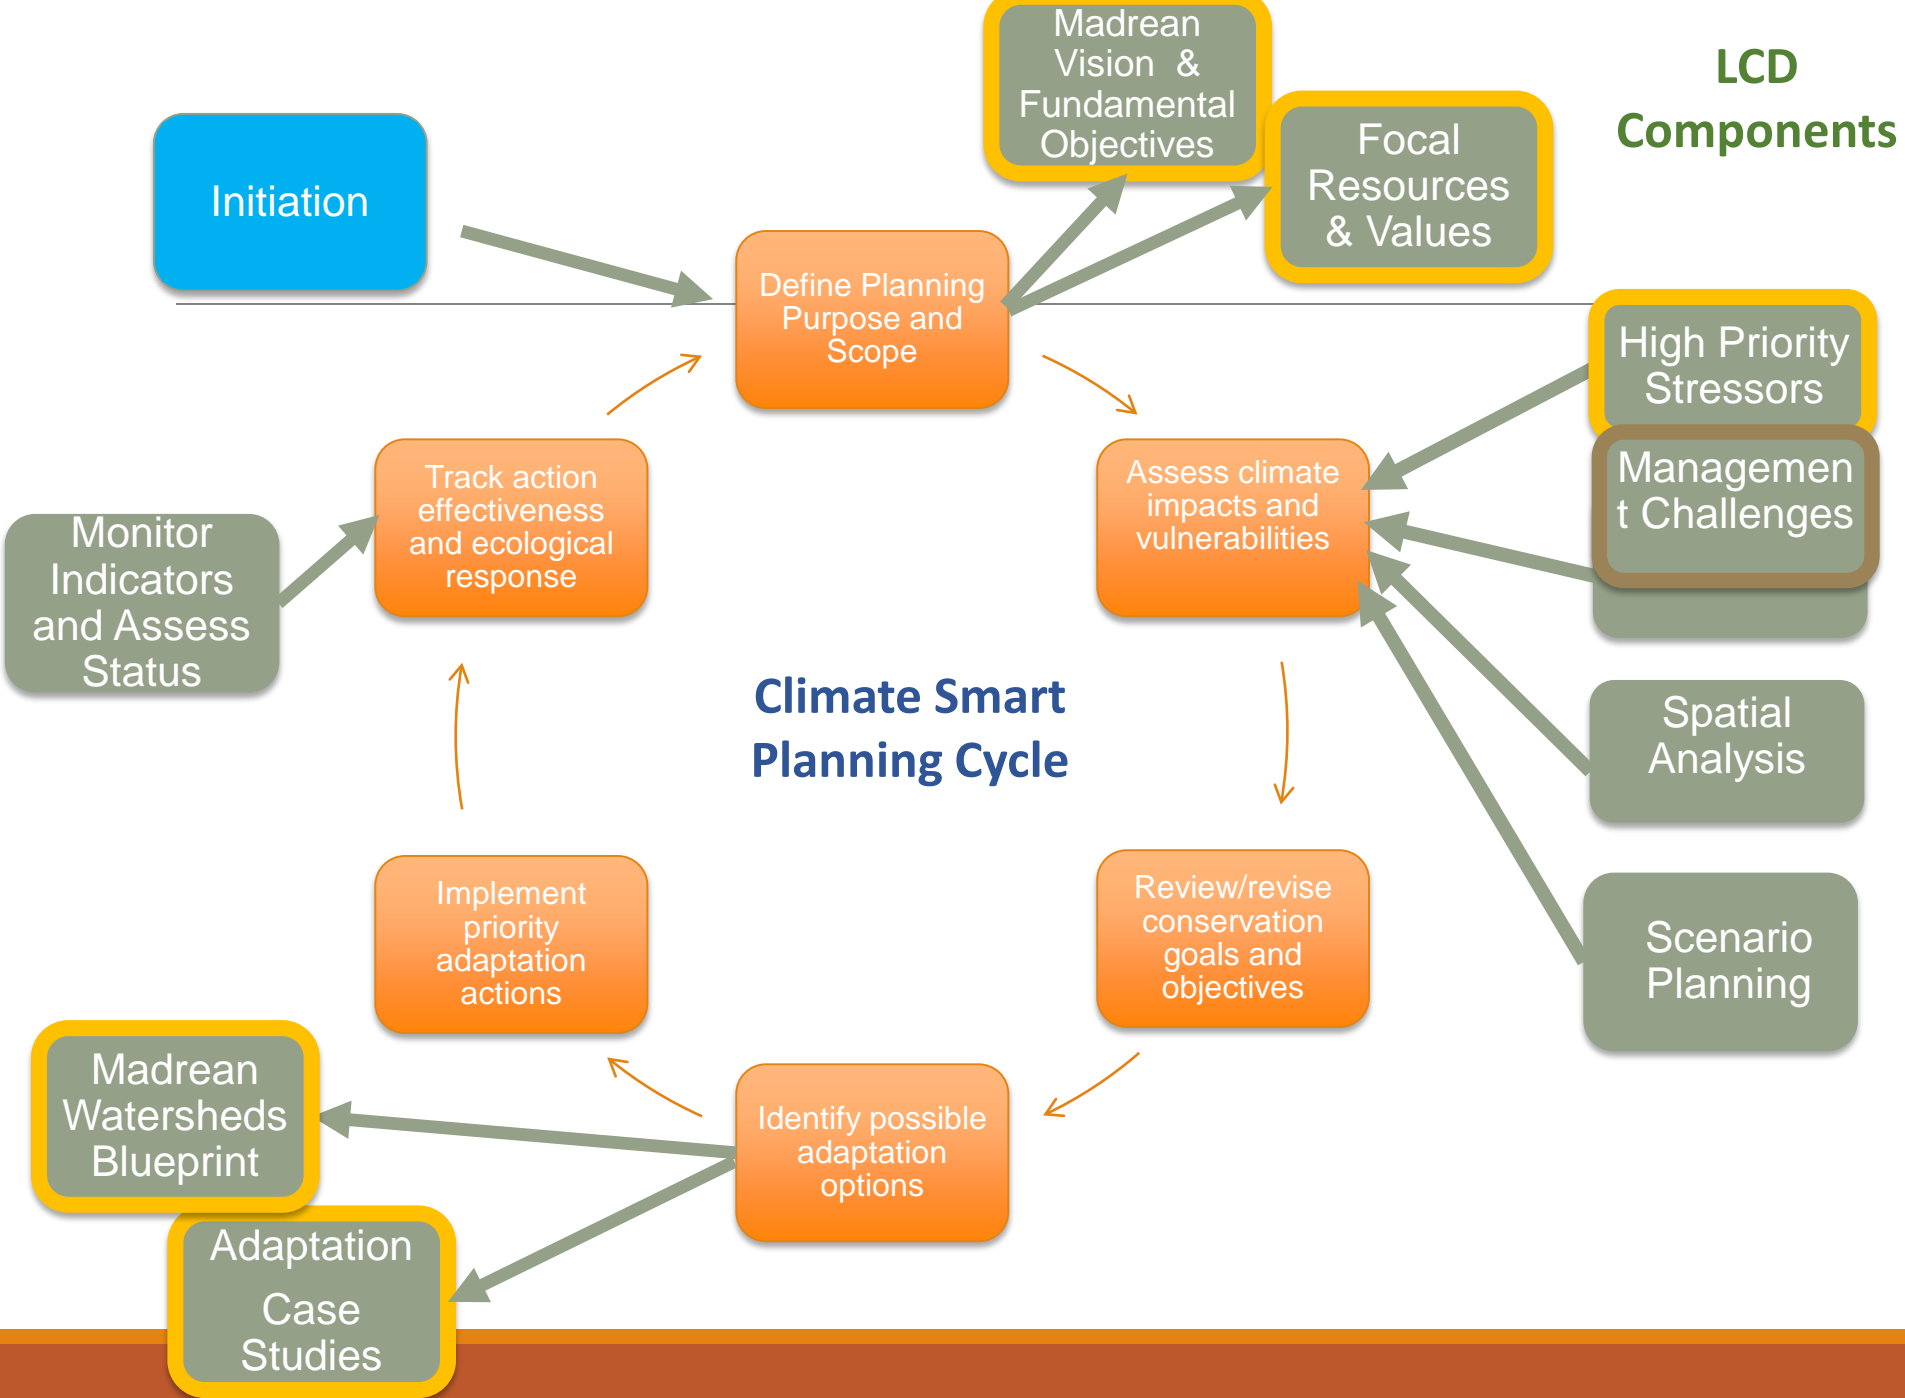 Madrean
Vision &
Fundamental
Objectives
LCD
Components
Focal
Resources
& Values
Initiation
Define Planning
Purpose and
Scope
High Priority
Stressors
Managemen
t Challenges
Track action
effectiveness
and ecological
response
Assess climate
impacts and
vulnerabilities
Monitor
Indicators
and Assess
Status
Climate Smart
Planning Cycle
Spatial
Analysis
Implement
priority
adaptation
actions
Review/revise
conservation
goals and
objectives
Scenario
Planning
Madrean
Watersheds
Blueprint
Identify possible
adaptation
options
Adaptation
Case
Studies